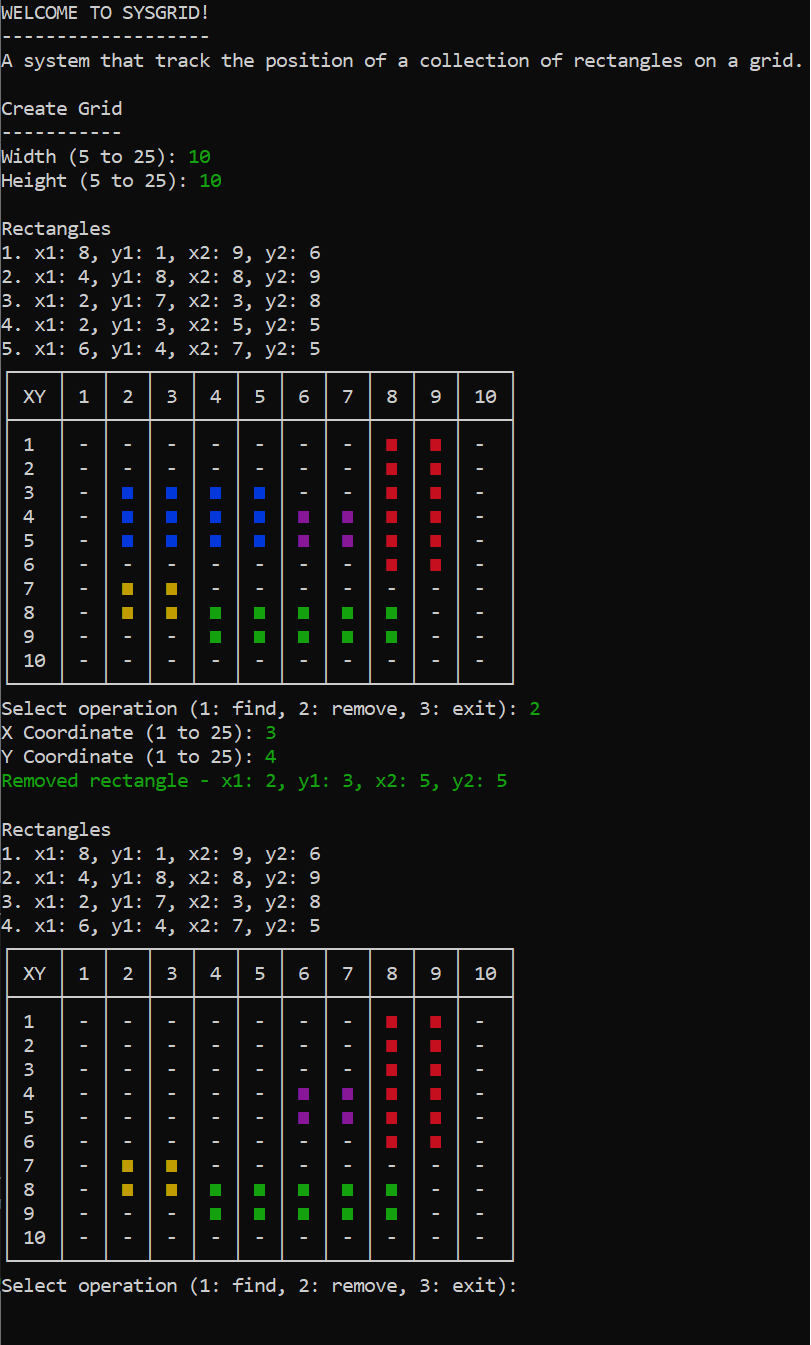 WELCOME TO SYSGRID!
-------------------
A system that track the position of a collection of rectangles on a grid.
Create Grid
-----------
Width (5 to 25): 10
Height (5 to 25): 10
Rectangles
1. x1: 8, y1: 1, x2: 9, y2: 6
2. x1: 4, y1: 8, x2: 8, y2: 9
3. x1: 2, y1: 7, x2: 3, y2: 8
4. x1: 2, y1: 3, x2: 5, y2: 5
5. x1: 6, y1: 4, x2: 7, y2: 5
XY 1 2 3 4 5 6 7 8 9 10
1 - - - - - - - ■ ■ -
2 - - - - - - - ■ ■ -
3 - ■ ■ ■ ■ - - ■ ■ -
4 - ■ ■ ■ ■ ■ ■ ■ ■ -
5 - ■ ■ ■ ■ ■ ■ ■ ■ -
6 - - - - - - - ■ ■ -
7 - ■ ■ - - - - - - -
8 - ■ ■ ■ ■ ■ ■ ■ - -
9 - - - ■ ■ ■ ■ ■ - -
10 - - - - - - - - - -
Select operation (1: find, 2: remove, 3: exit): 2
X Coordinate (1 to 25): 3
Y Coordinate (1 to 25): 4
Removed rectangle - x1: 2, y1: 3, x2: 5, y2: 5
Rectangles
1. x1: 8, y1: 1, x2: 9, y2: 6
2. x1: 4, y1: 8, x2: 8, y2: 9
3. x1: 2, y1: 7, x2: 3, y2: 8
4. x1: 6, y1: 4, x2: 7, y2: 5
XY 1 2 3 4 5 6 7 8 9 10
1 - - - - - - - ■ ■ -
2 - - - - - - - ■ ■ -
3 - - - - - - - ■ ■ -
4 - - - - - ■ ■ ■ ■ -
5 - - - - - ■ ■ ■ ■ -
6 - - - - - - - ■ ■ -
7 - ■ ■ - - - - - - -
8 - ■ ■ ■ ■ ■ ■ ■ - -
9 - - - ■ ■ ■ ■ ■ - -
10 - - - - - - - - - -
Select operation (1: find, 2: remove, 3: exit):